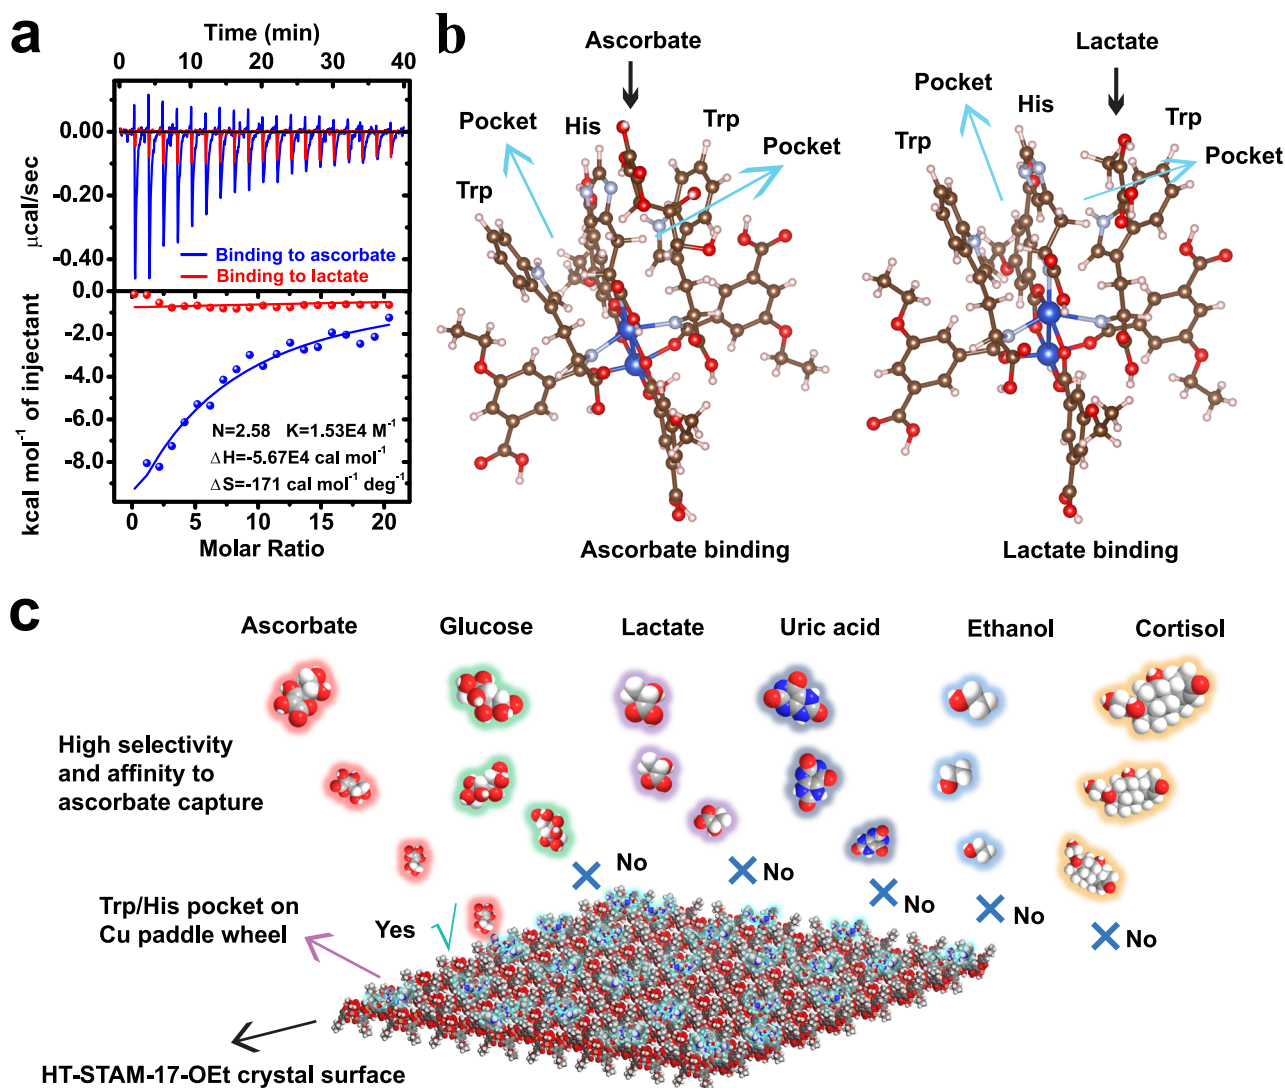 a
Time (min)
0 10 20 30 40
0.00
-0.20
-0.40
µcal/sec
Binding to ascorbate
Binding to lactate
0.0
-2.0
-4.0
-6.0
-8.0
kcal mol⁻¹ of injectant
N=2.58 K=1.53E4 M⁻¹
ΔH=-5.67E4 cal mol⁻¹
ΔS=-171 cal mol⁻¹ deg⁻¹
0 5 10 15 20
Molar Ratio
b
Ascorbate
Pocket
His
Trp
Pocket
Trp
Ascorbate binding
Lactate
Pocket
His
Trp
Trp
Pocket
Lactate binding
c
Ascorbate
Glucose
Lactate
Uric acid
Ethanol
Cortisol
High selectivity
and affinity to
ascorbate capture
No
No
No
No
No
Yes
Trp/His pocket on
Cu paddle wheel
HT-STAM-17-OEt crystal surface